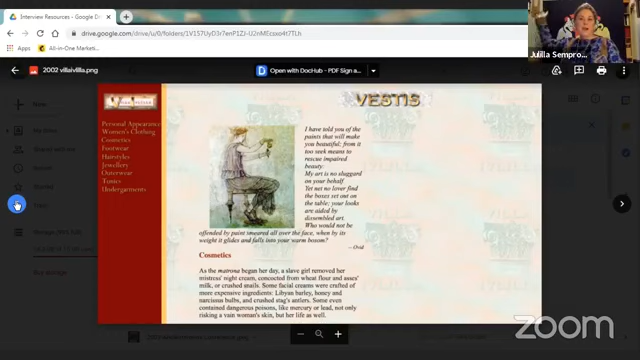 Interview Resources - Google D
drive.google.com/drive/u/0/folders/
Apps
All-in-One Marketi...
2002 villaivilla.png
Open with DocHub - PDF Sign a
Julilla Sempro...
New
VESTIS
Personal Appearance
Women's Clothing
Cosmetics
Footwear
Hairstyles
Jewellery
Outerwear
Tunics
Undergarments
I have told you of the
paints that will make
you beautiful; from it
too seek means to
rescue impaired
beauty.
My art is no sluggard
on your behalf.
Yet not no lover find
the boxes set out on
the table; your looks
are aided by
dissembled art.
Who would not be
offended by paint smeared all over the face, when by its
weight it glides and falls into your warm bosom?
-- Ovid
Cosmetics
As the matrona began her day, a slave girl removed her
mistress' night cream, concocted from wheat flour and asses'
milk, or crushed snails. Some facial creams were crafted of
more expensive ingredients: Libyan barley, honey and
narcissus bulbs, and crushed stag's antlers. Some even
contained dangerous poisons, like mercury or lead, not only
risking a vain woman's skin, but her life as well.
zoom